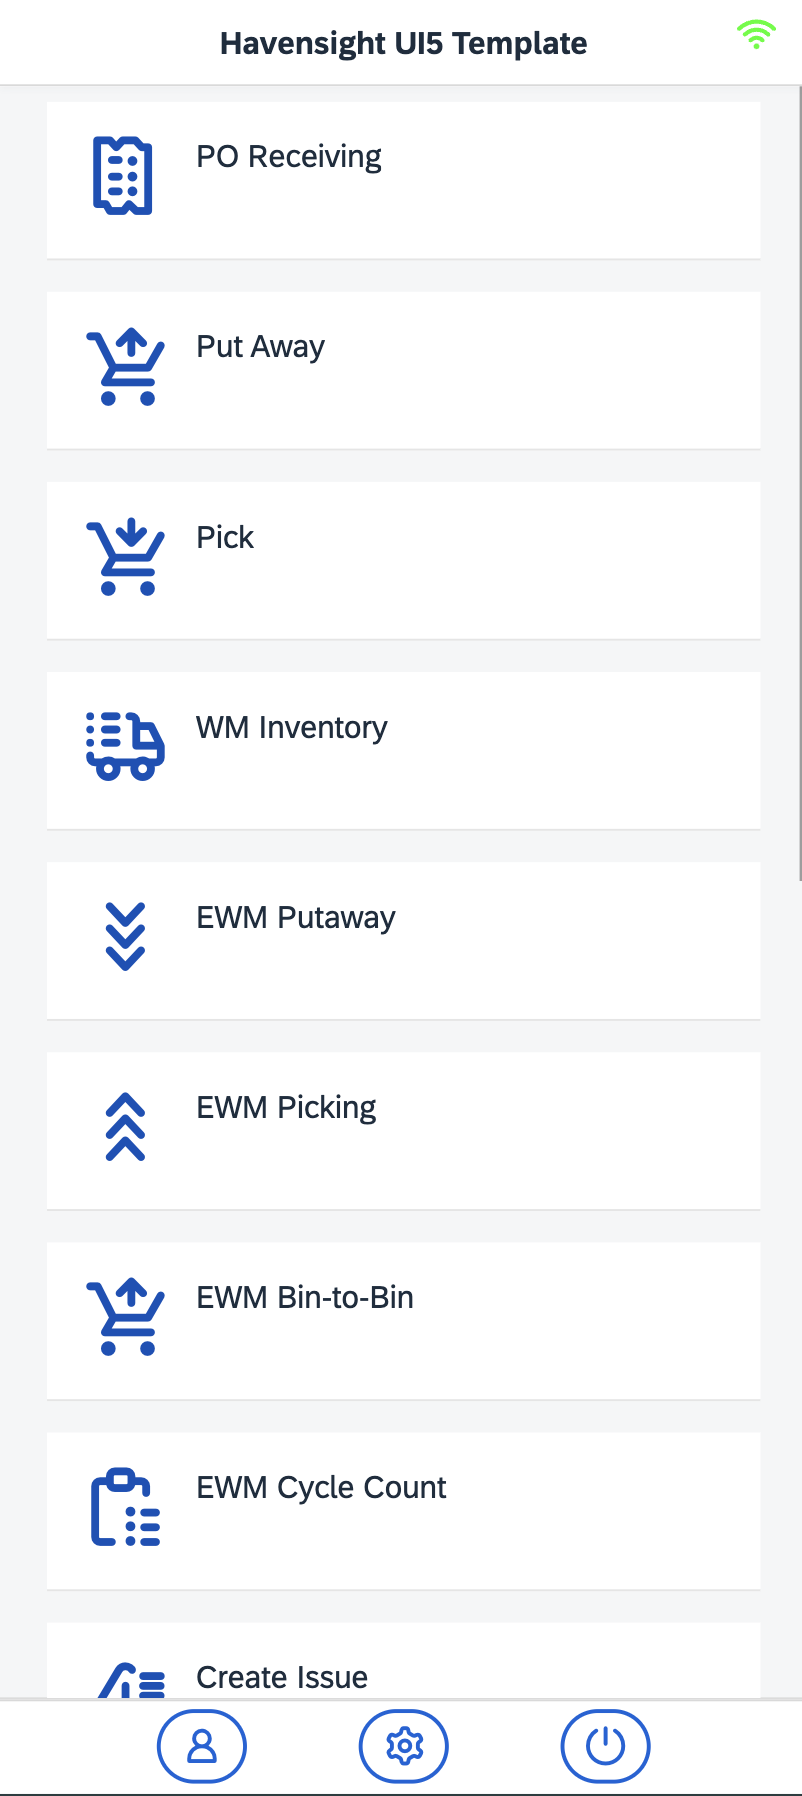 Havensight UI5 Template
PO Receiving
Put Away
Pick
WM Inventory
EWM Putaway
EWM Picking
EWM Bin-to-Bin
EWM Cycle Count
Create Issue